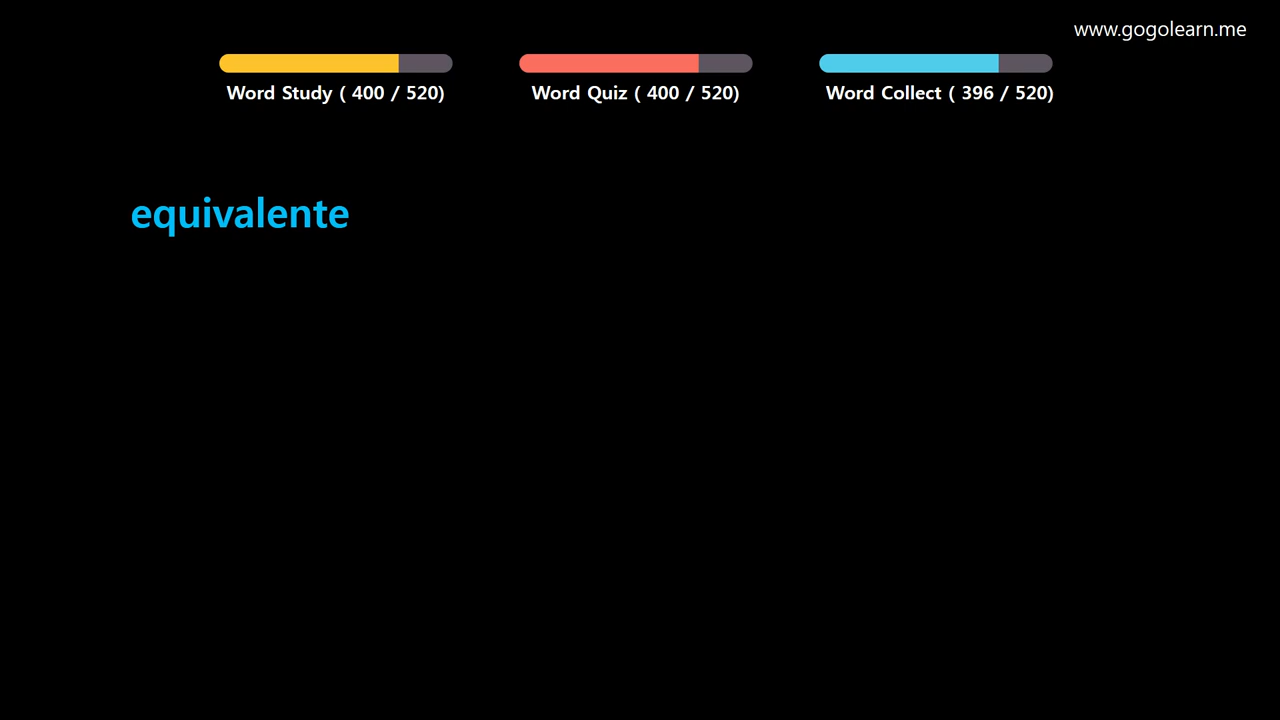 www.gogolearn.me
Word Study ( 400 / 520)
Word Quiz ( 400 / 520)
Word Collect ( 396 / 520)
equivalente